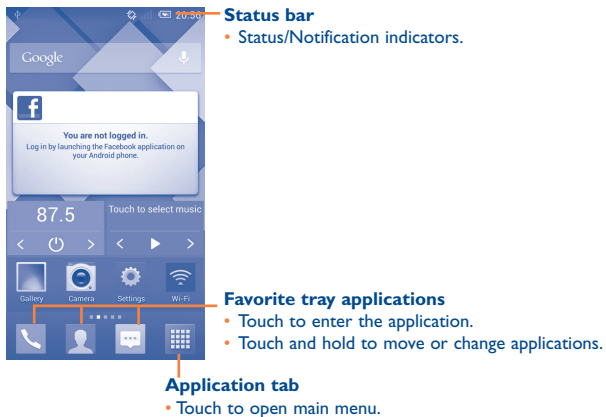 20:56
Status bar
• Status/Notification indicators.
Google
f
You are not logged in.
Log in by launching the Facebook application on
your Android phone.
87.5
Touch to select music
Gallery
Camera
Settings
Wi-Fi
Favorite tray applications
• Touch to enter the application.
• Touch and hold to move or change applications.
Application tab
• Touch to open main menu.